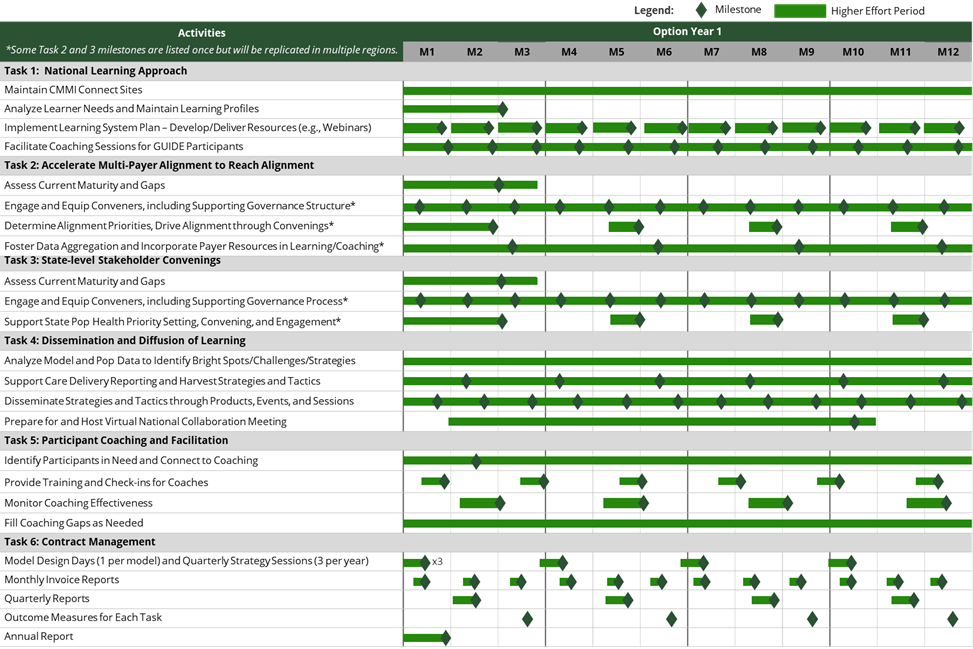 Legend: Milestone Higher Effort Period
Activities
Option Year 1
*Some Task 2 and 3 milestones are listed once but will be replicated in multiple regions.
M1 M2 M3 M4 M5 M6 M7 M8 M9 M10 M11 M12
Task 1: National Learning Approach
Maintain CMMI Connect Sites
Analyze Learner Needs and Maintain Learning Profiles
Implement Learning System Plan – Develop/Deliver Resources (e.g., Webinars)
Facilitate Coaching Sessions for GUIDE Participants
Task 2: Accelerate Multi-Payer Alignment to Reach Alignment
Assess Current Maturity and Gaps
Engage and Equip Conveners, including Supporting Governance Structure*
Determine Alignment Priorities, Drive Alignment through Convenings*
Foster Data Aggregation and Incorporate Payer Resources in Learning/Coaching*
Task 3: State-level Stakeholder Convenings
Assess Current Maturity and Gaps
Engage and Equip Conveners, including Supporting Governance Process*
Support State Pop Health Priority Setting, Convening, and Engagement*
Task 4: Dissemination and Diffusion of Learning
Analyze Model and Pop Data to Identify Bright Spots/Challenges/Strategies
Support Care Delivery Reporting and Harvest Strategies and Tactics
Disseminate Strategies and Tactics through Products, Events, and Sessions
Prepare for and Host Virtual National Collaboration Meeting
Task 5: Participant Coaching and Facilitation
Identify Participants in Need and Connect to Coaching
Provide Training and Check-ins for Coaches
Monitor Coaching Effectiveness
Fill Coaching Gaps as Needed
Task 6: Contract Management
Model Design Days (1 per model) and Quarterly Strategy Sessions (3 per year) x3
Monthly Invoice Reports
Quarterly Reports
Outcome Measures for Each Task
Annual Report